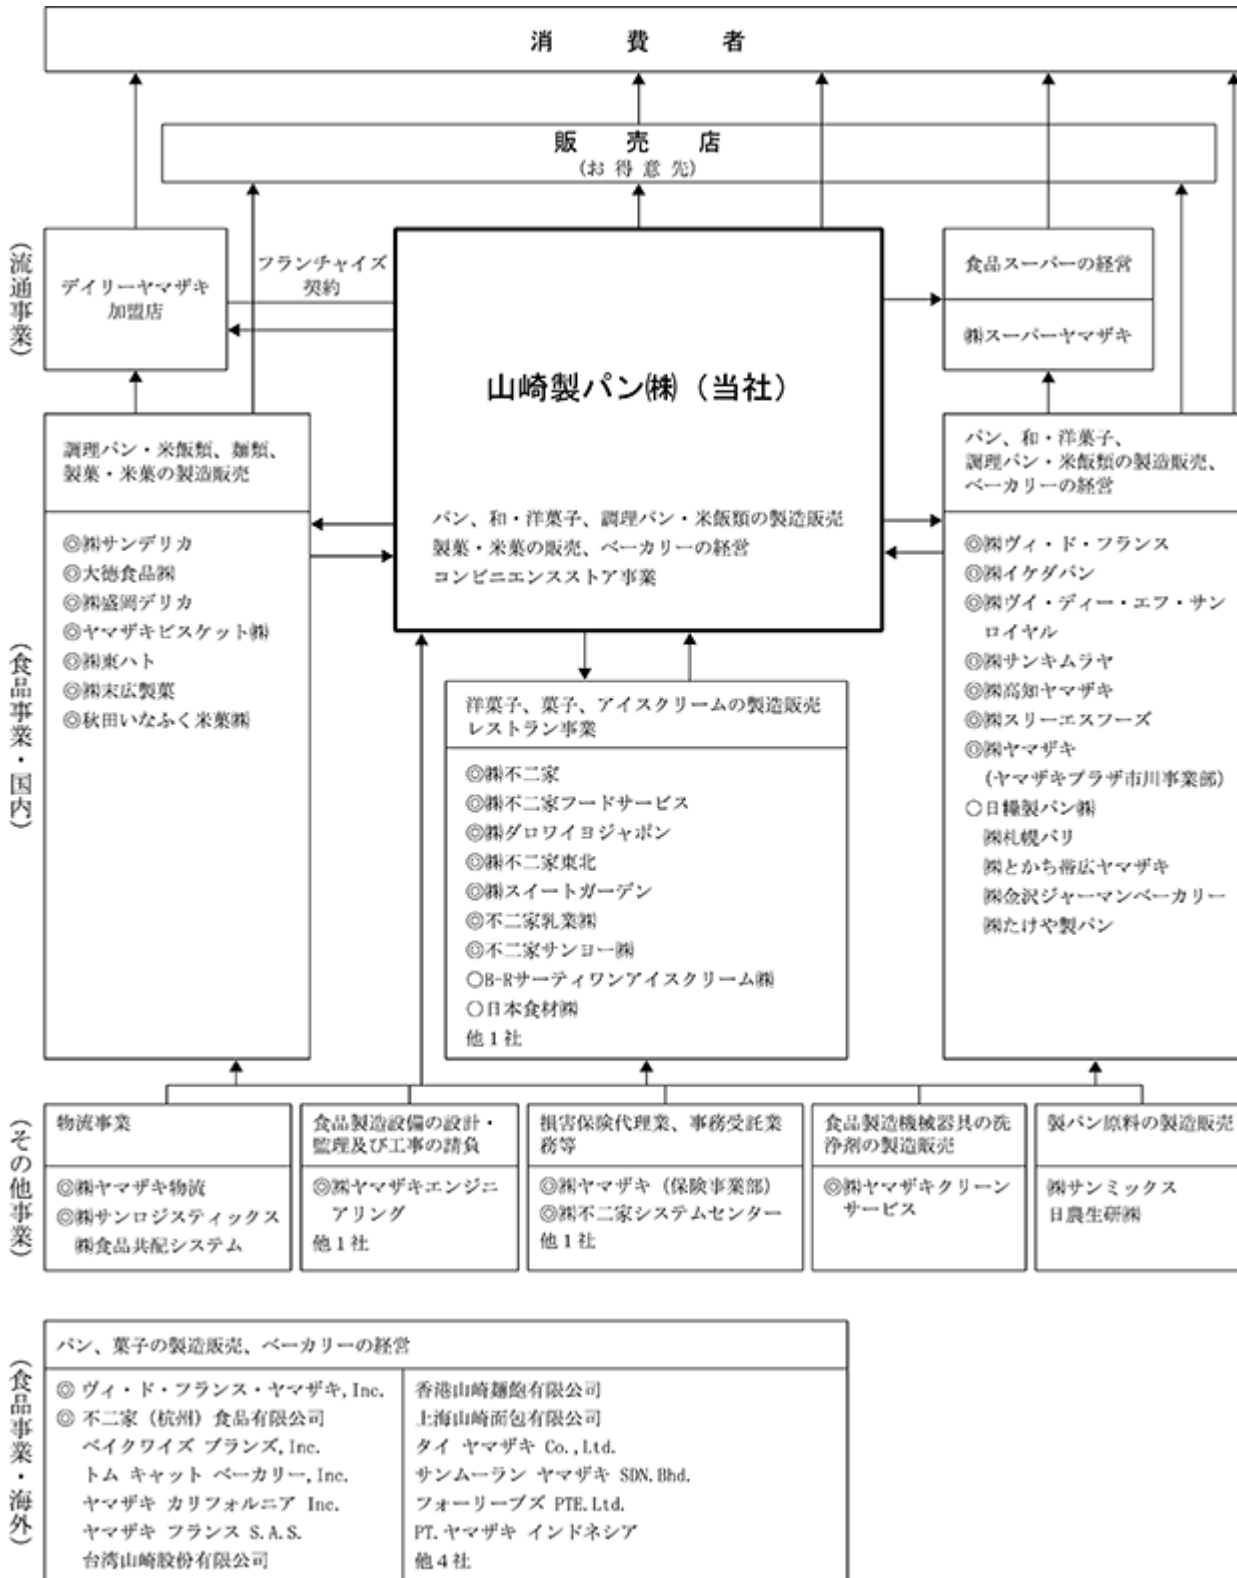 消費者
販売店
(お得意先)
(流通事業)
デイリーヤマザキ
加盟店
フランチャイズ
契約
山崎製パン㈱（当社）
パン、和・洋菓子、調理パン・米飯類の製造販売
製菓・米菓の販売、ベーカリーの経営
コンビニエンスストア事業
食品スーパーの経営
㈱スーパーヤマザキ
(食品事業・国内)
調理パン・米飯類、麺類、
製菓・米菓の製造販売
◎㈱サンデリカ
◎大徳食品㈱
◎㈱盛岡デリカ
◎ヤマザキビスケット㈱
◎㈱東ハト
◎㈱末広製菓
◎秋田いなふく米菓㈱
洋菓子、菓子、アイスクリームの製造販売
レストラン事業
◎㈱不二家
◎㈱不二家フードサービス
◎㈱ダロワイヨジャポン
◎㈱不二家東北
◎㈱スイートガーデン
◎不二家乳業㈱
◎不二家サンヨー㈱
○B-Rサーティワンアイスクリーム㈱
○日本食材㈱
他１社
パン、和・洋菓子、
調理パン・米飯類の製造販売、
ベーカリーの経営
◎㈱ヴィ・ド・フランス
◎㈱イケダパン
◎㈱ヴイ・ディー・エフ・サン
ロイヤル
◎㈱サンキムラヤ
◎㈱高知ヤマザキ
◎㈱スリーエスフーズ
◎㈱ヤマザキ
(ヤマザキプラザ市川事業部)
○日糧製パン㈱
㈱札幌パリ
㈱とかち帯広ヤマザキ
㈱金沢ジャーマンベーカリー
㈱たけや製パン
(その他事業)
物流事業
◎㈱ヤマザキ物流
◎㈱サンロジスティックス
㈱食品共配システム
食品製造設備の設計・
監理及び工事の請負
◎㈱ヤマザキエンジニ
アリング
他１社
損害保険代理業、事務受託業
務等
◎㈱ヤマザキ（保険事業部）
◎㈱不二家システムセンター
他１社
食品製造機械器具の洗
浄剤の製造販売
◎㈱ヤマザキクリーン
サービス
製パン原料の製造販売
㈱サンミックス
日農生研㈱
(食品事業・海外)
パン、菓子の製造販売、ベーカリーの経営
◎ ヴィ・ド・フランス・ヤマザキ,Inc.
◎ 不二家（杭州）食品有限公司
ベイクワイズ ブランズ,Inc.
トム キャット ベーカリー,Inc.
ヤマザキ カリフォルニア Inc.
ヤマザキ フランス S.A.S.
台湾山崎股份有限公司
香港山崎麺飽有限公司
上海山崎面包有限公司
タイ ヤマザキ Co.,Ltd.
サンムーラン ヤマザキ SDN.Bhd.
フォーリーブズ PTE.Ltd.
PT.ヤマザキ インドネシア
他４社